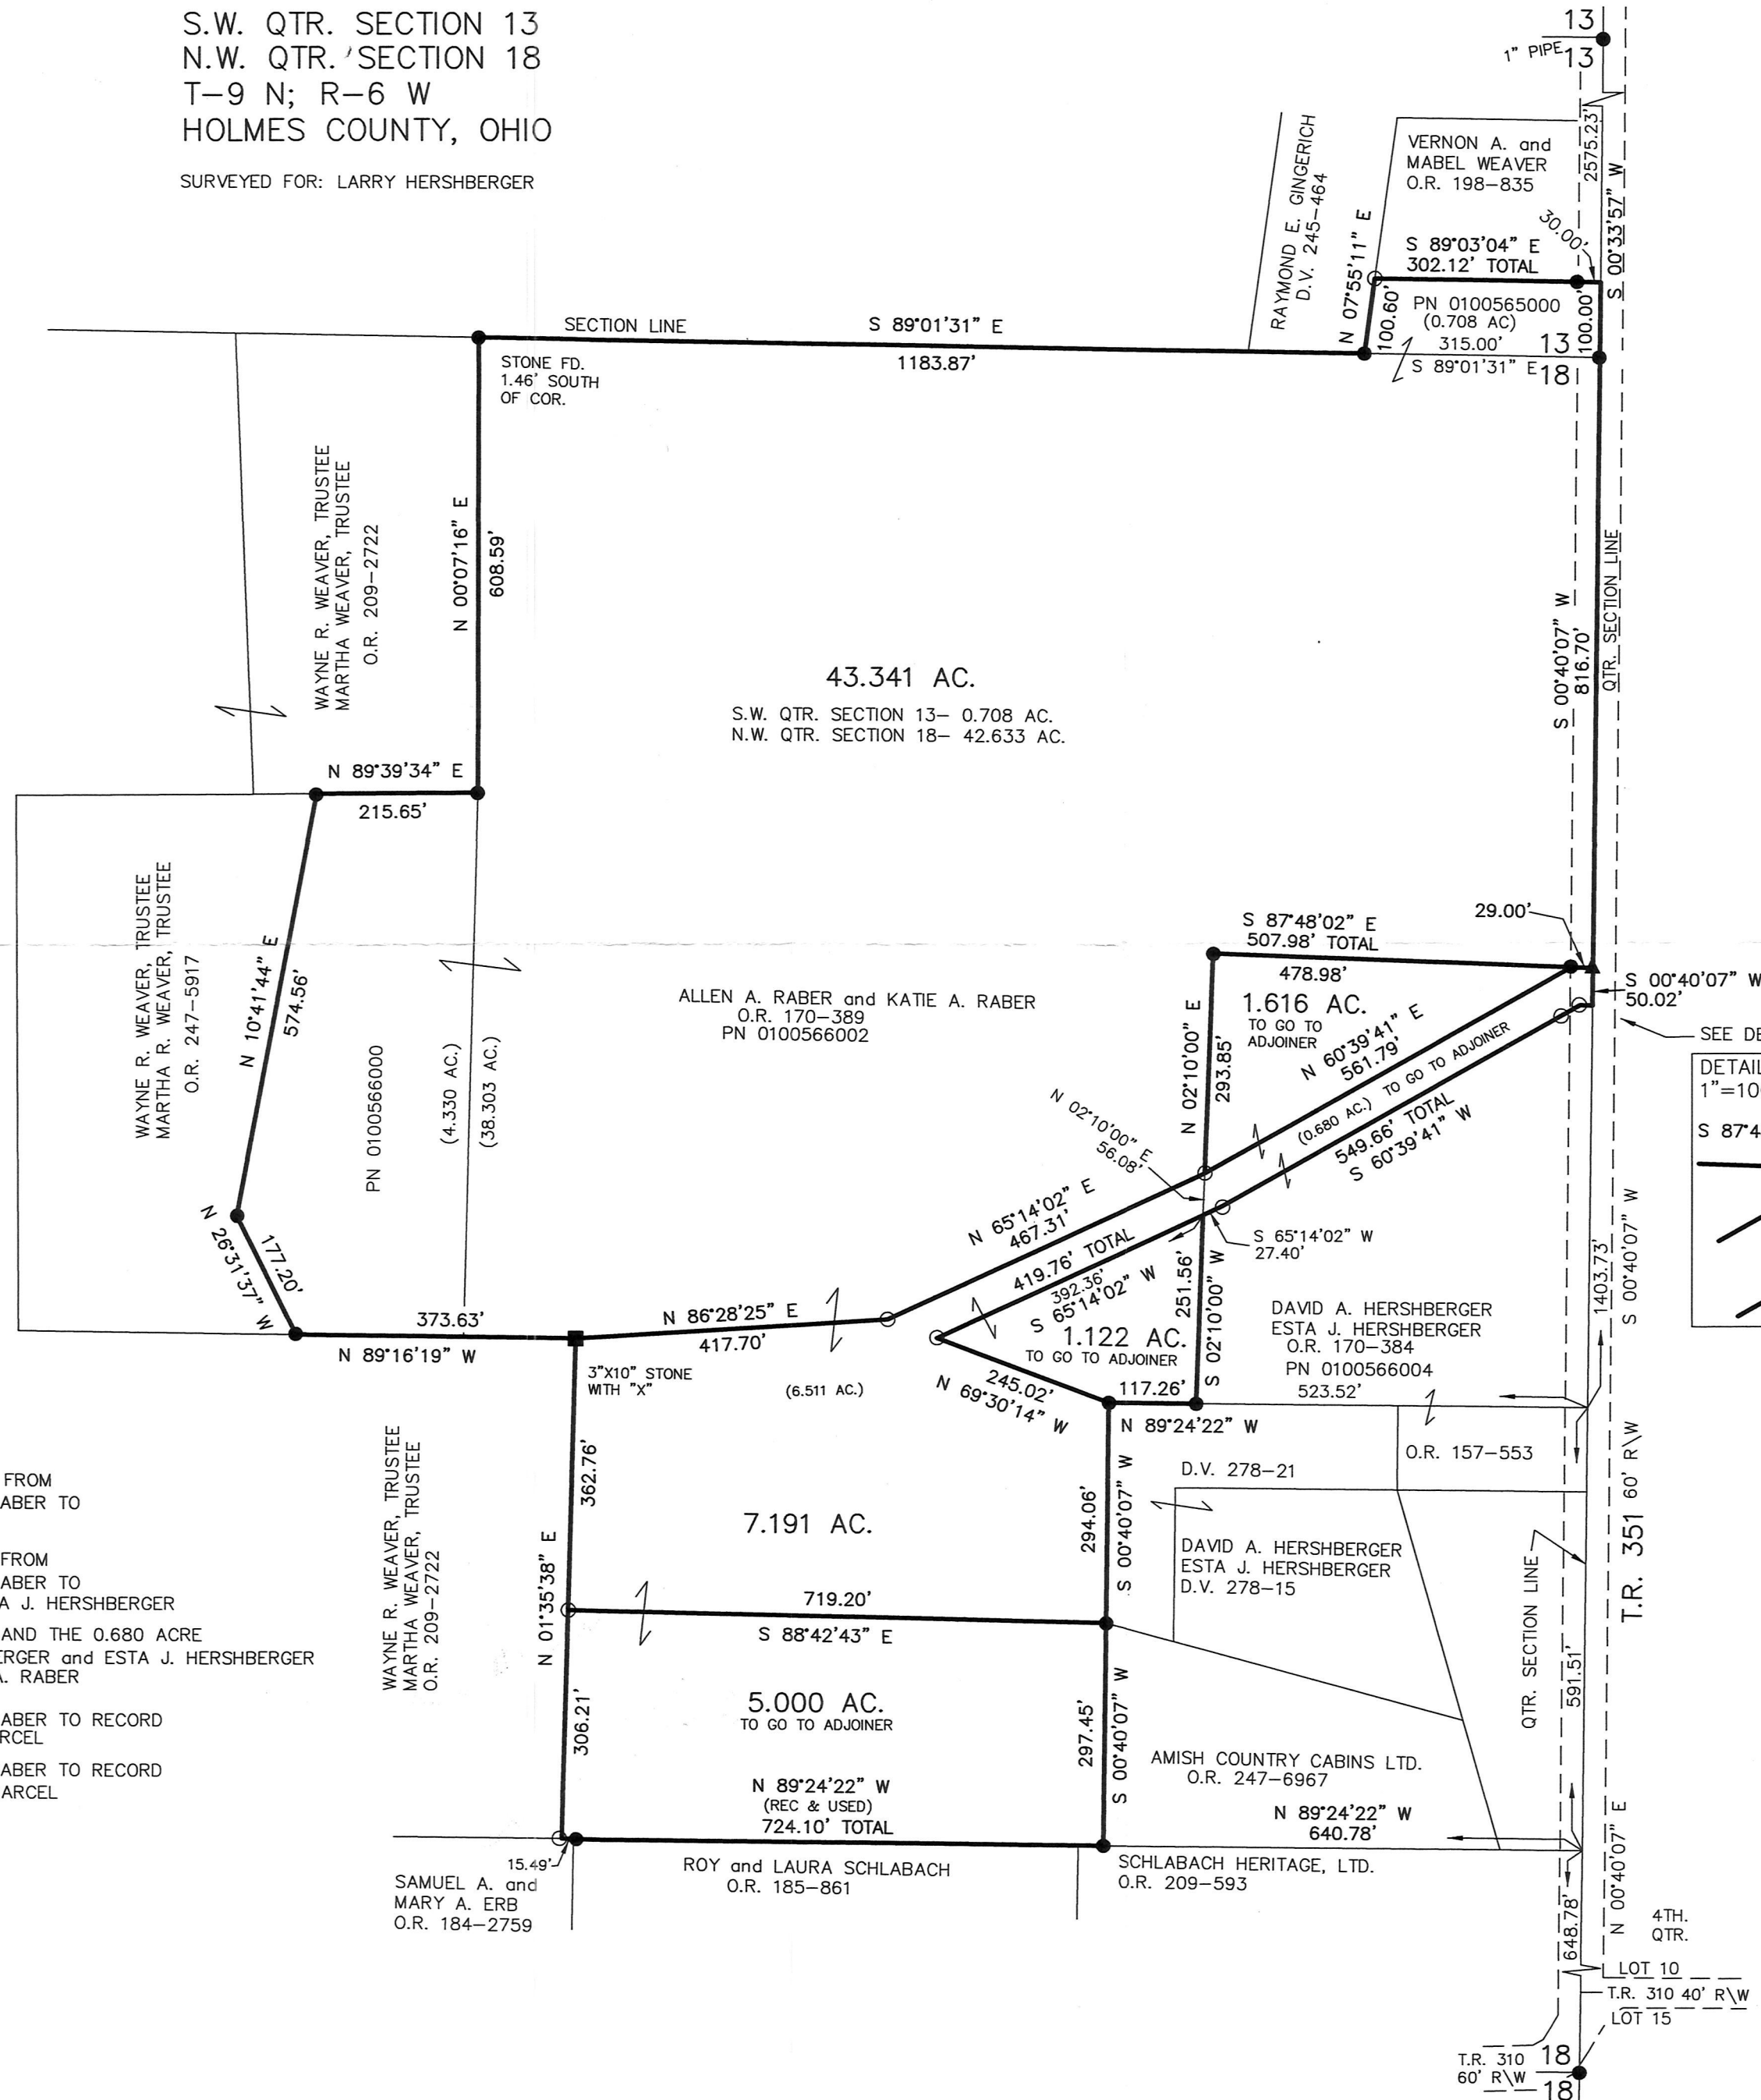 S.W. QTR. SECTION 13
N.W. QTR. SECTION 18
T-9 N; R-6 W
HOLMES COUNTY, OHIO
SURVEYED FOR: LARRY HERSHBERGER
13
1" PIPE
13
2575.23'
S 00°33'57" W
RAYMOND E. GINGERICH
D.V. 245-464
VERNON A. and
MABEL WEAVER
O.R. 198-835
30.00'
S 89°03'04" E
302.12' TOTAL
N 07°55'11" E
100.60'
PN 0100565000
(0.708 AC)
315.00'
S 89°01'31" E
100.00'
13
18
SECTION LINE
S 89°01'31" E
1183.87'
STONE FD.
1.46' SOUTH
OF COR.
WAYNE R. WEAVER, TRUSTEE
MARTHA WEAVER, TRUSTEE
O.R. 209-2722
N 00°07'16" E
608.59'
S 00°40'07" W
816.70'
QTR. SECTION LINE
43.341 AC.
S.W. QTR. SECTION 13- 0.708 AC.
N.W. QTR. SECTION 18- 42.633 AC.
N 89°39'34" E
215.65'
WAYNE R. WEAVER, TRUSTEE
MARTHA R. WEAVER, TRUSTEE
O.R. 247-5917
N 10°41'44" E
574.56'
PN 0100566000
(4.330 AC.)
(38.303 AC.)
ALLEN A. RABER and KATIE A. RABER
O.R. 170-389
PN 0100566002
S 87°48'02" E
507.98' TOTAL
478.98'
29.00'
S 00°40'07" W
50.02'
1.616 AC.
TO GO TO
ADJOINER
N 02°10'00" E
293.85'
N 60°39'41" E
561.79'
(0.680 AC.) TO GO TO ADJOINER
549.66' TOTAL
S 60°39'41" W
SEE DE
DETAIL
1"=10
S 87°4
N 02°10'00" E
56.08'
N 65°14'02" E
467.31'
419.76' TOTAL
392.36'
S 65°14'02" W
S 65°14'02" W
27.40'
251.56'
S 02°10'00" W
1403.73'
S 00°40'07" W
N 26°31'37" W
177.20'
373.63'
N 89°16'19" W
N 86°28'25" E
417.70'
3"X10" STONE
WITH "X"
(6.511 AC.)
1.122 AC.
TO GO TO ADJOINER
245.02'
N 69°30'14" W
117.26'
N 89°24'22" W
DAVID A. HERSHBERGER
ESTA J. HERSHBERGER
O.R. 170-384
PN 0100566004
523.52'
O.R. 157-553
D.V. 278-21
DAVID A. HERSHBERGER
ESTA J. HERSHBERGER
D.V. 278-15
WAYNE R. WEAVER, TRUSTEE
MARTHA WEAVER, TRUSTEE
O.R. 209-2722
362.76'
N 01°35'38" E
7.191 AC.
294.06'
S 00°40'07" W
719.20'
S 88°42'43" E
306.21'
5.000 AC.
TO GO TO ADJOINER
297.45'
S 00°40'07" W
N 89°24'22" W
(REC & USED)
724.10' TOTAL
15.49'
SAMUEL A. and
MARY A. ERB
O.R. 184-2759
ROY and LAURA SCHLABACH
O.R. 185-861
SCHLABACH HERITAGE, LTD.
O.R. 209-593
AMISH COUNTRY CABINS LTD.
O.R. 247-6967
N 89°24'22" W
640.78'
QTR. SECTION LINE
591.51'
T.R. 351 60' R\W
648.78'
N 00°40'07" E
4TH.
QTR.
LOT 10
T.R. 310 40' R\W
LOT 15
T.R. 310
60' R\W
18
18
FROM
ABER TO
FROM
ABER TO
A J. HERSHBERGER
AND THE 0.680 ACRE
ERGER and ESTA J. HERSHBERGER
A. RABER
ABER TO RECORD
RCEL
ABER TO RECORD
ARCEL